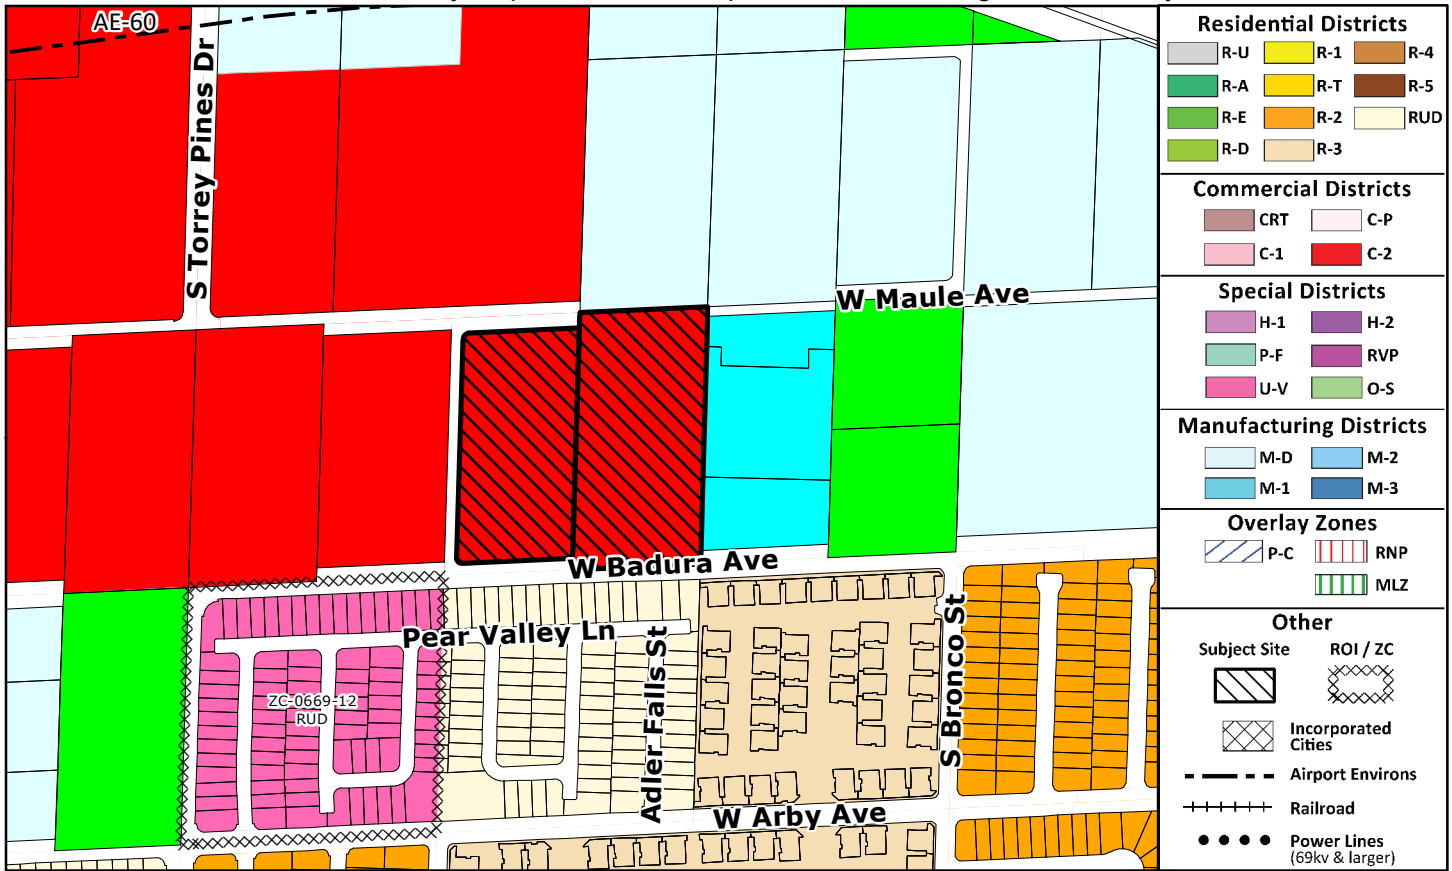 AE-60
S Torrey Pines Dr
W Maule Ave
W Badura Ave
Pear Valley Ln
Adler Falls St
S Bronco St
ZC-0669-12
RUD
W Arby Ave
Residential Districts
R-U
R-1
R-4
R-A
R-T
R-5
R-E
R-2
RUD
R-D
R-3
Commercial Districts
CRT
C-P
C-1
C-2
Special Districts
H-1
H-2
P-F
RVP
U-V
O-S
Manufacturing Districts
M-D
M-2
M-1
M-3
Overlay Zones
P-C
RNP
MLZ
Other
Subject Site
ROI / ZC
Incorporated
Cities
Airport Environs
Railroad
Power Lines
(69kv & larger)